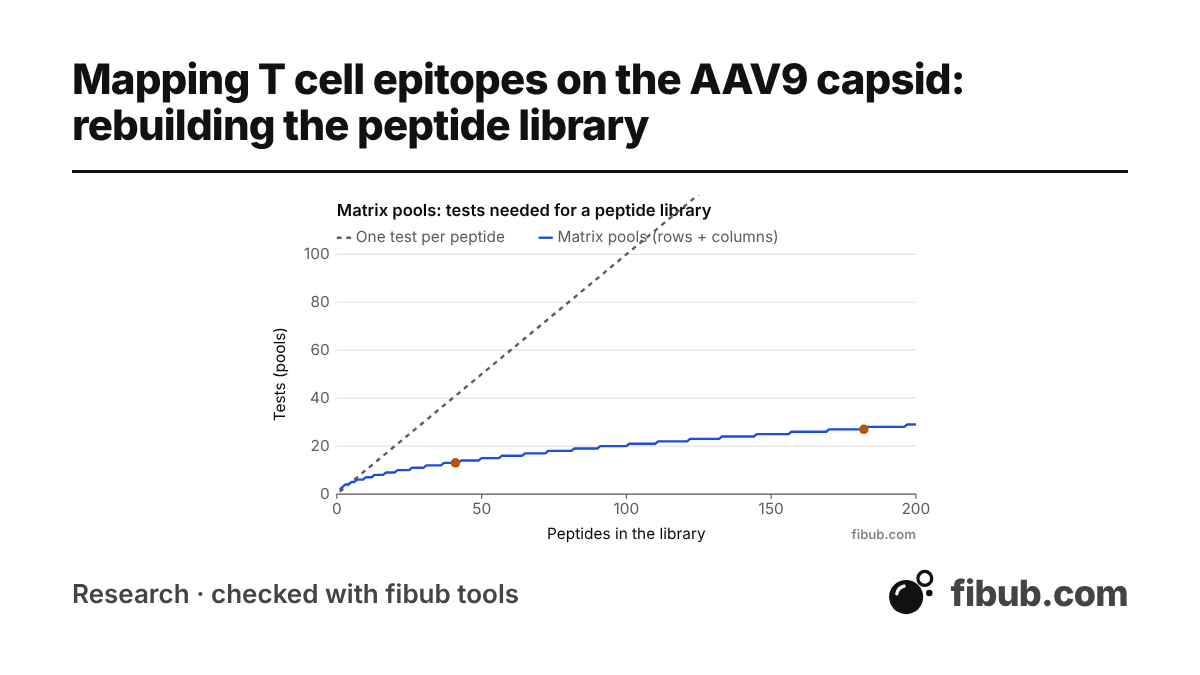 Mapping T cell epitopes on the AAV9 capsid:
rebuilding the peptide library
Matrix pools: tests needed for a peptide library
One test per peptide
Matrix pools (rows + columns)
100
80
60
40
20
0
Tests (pools)
0 50 100 150 200
Peptides in the library
fibub.com
Research · checked with fibub tools
fibub.com